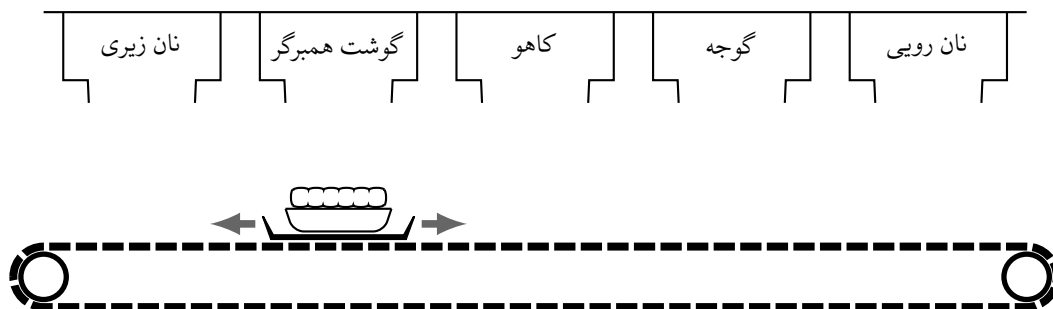 نان رویی
گوجه
کاهو
گوشت همبرگر
نان زیری